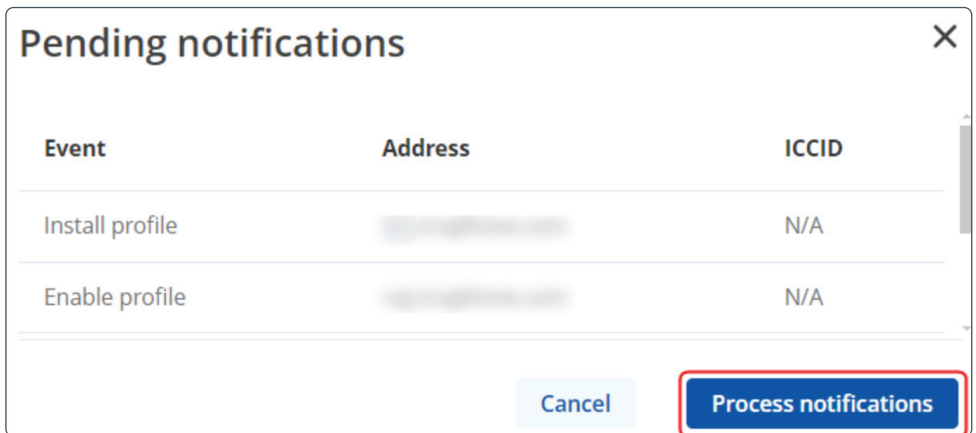 Pending notifications
Event Address ICCID
Install profile N/A
Enable profile N/A
Cancel Process notifications